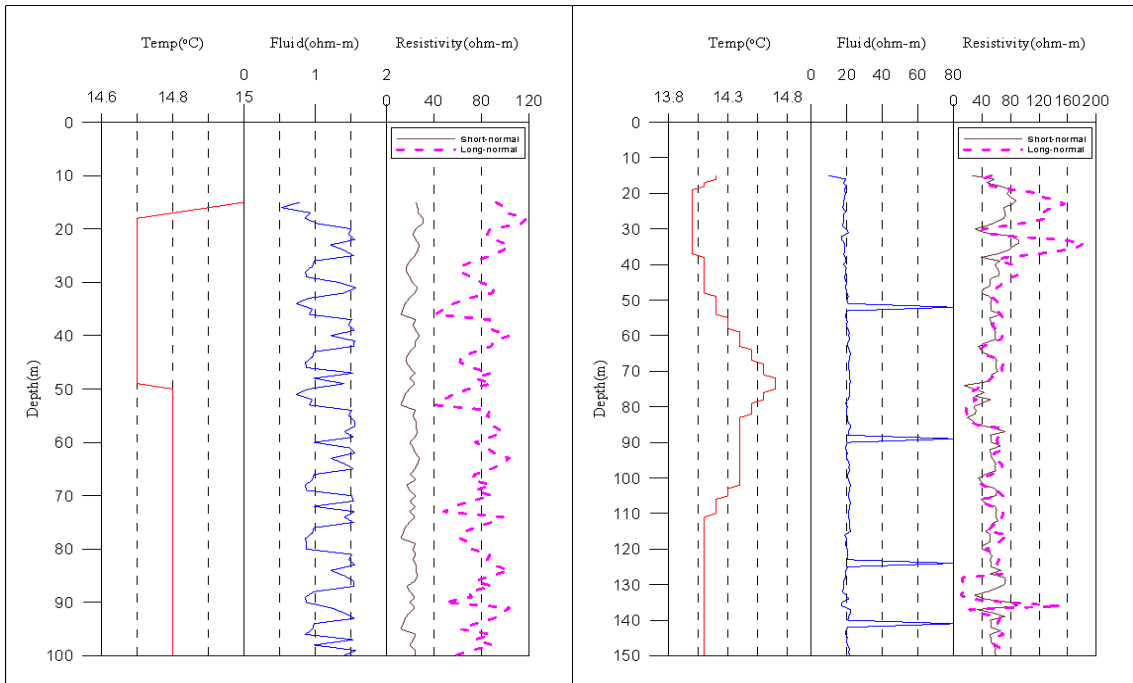 Temp(ºC) Fluid(ohm-m) Resistivity(ohm-m)
0 1 2
14.6 14.8 15 0 40 80 120
Short-normal
Long-normal
Depth(m)
0
10
20
30
40
50
60
70
80
90
100
Temp(ºC) Fluid(ohm-m) Resistivity(ohm-m)
0 20 40 60 80
13.8 14.3 14.8 0 40 80 120 160 200
Short-normal
Long-normal
Depth(m)
0
10
20
30
40
50
60
70
80
90
100
110
120
130
140
150